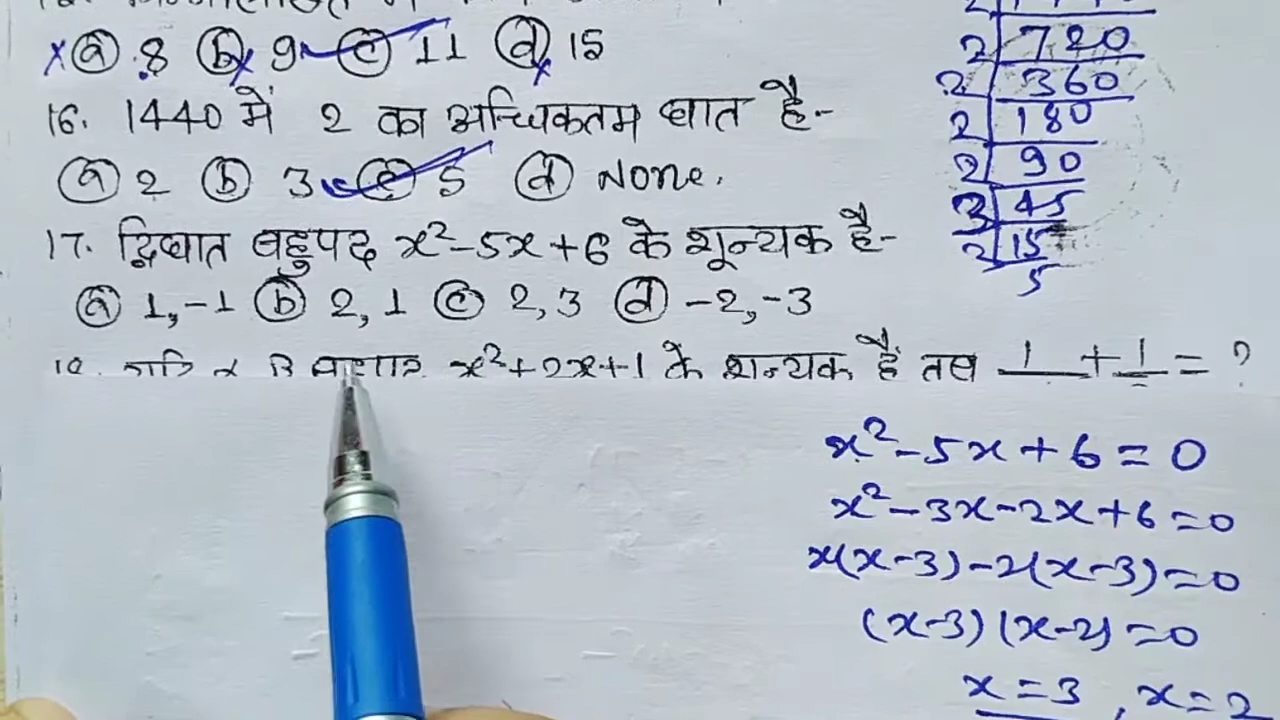 ×ⓐ 8 ⓑ 9 ⓒ 11 ⓓ 15
16. 1440 में 2 का अधिकतम घात है-
ⓐ 2 ⓑ 3 ⓒ 5 ⓓ None.
17. द्विघात बहुपद x²-5x+6 के शून्यक है-
ⓐ 1,-1 ⓑ 2,1 ⓒ 2,3 ⓓ -2,-3
x²+2x+1 के शून्यक हैं तब 1 + 1 = ?
2 720
2 360
2 180
2 90
3 45
2 15
5
x²-5x+6=0
x²-3x-2x+6=0
x(x-3)-2(x-3)=0
(x-3)(x-2)=0
x=3, x=2